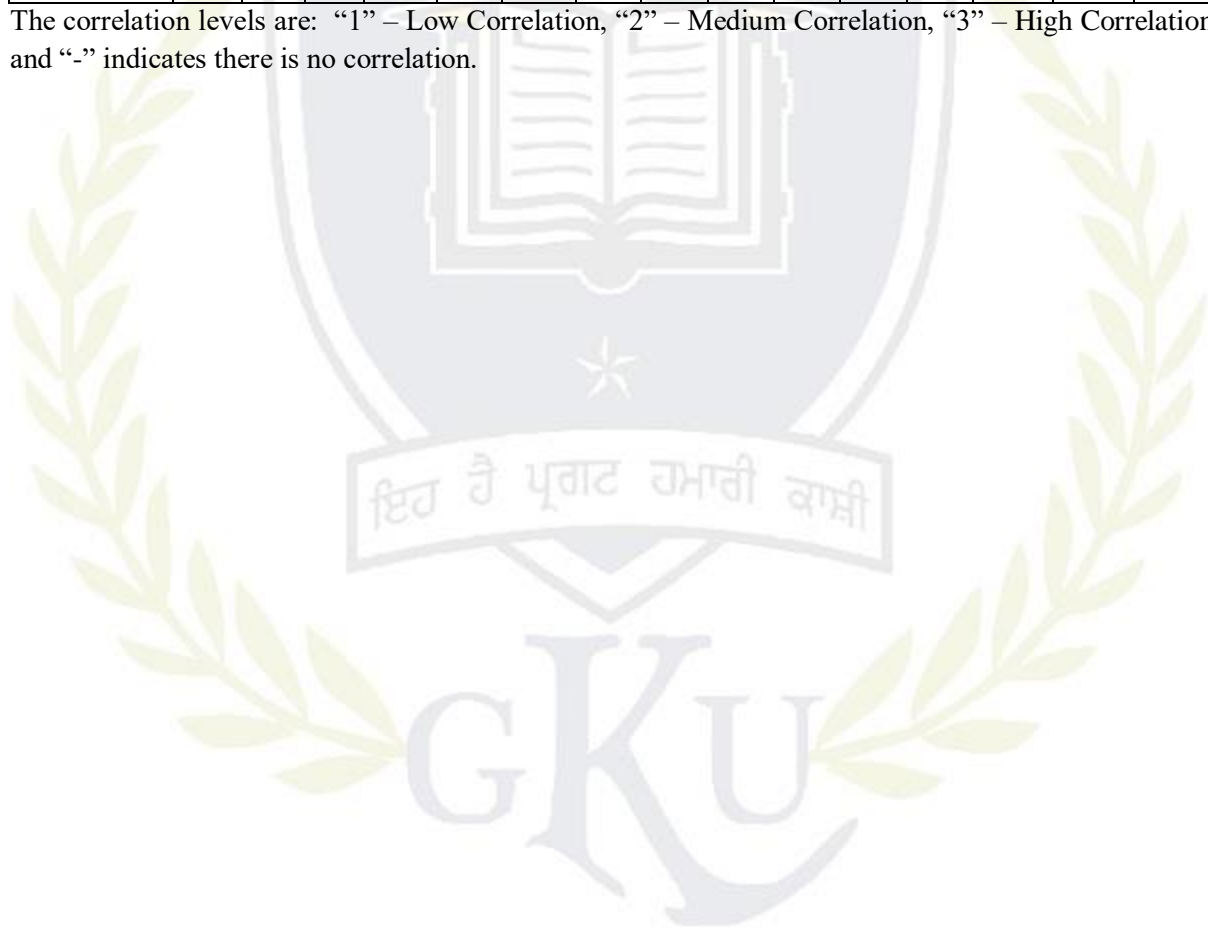 The correlation levels are: “1” – Low Correlation, “2” – Medium Correlation, “3” – High Correlation
and “-” indicates there is no correlation.
ਇਹ ਹੈ ਪ੍ਰਗਟ ਹਮਾਰੀ ਕਾਸ਼ੀ
GKU